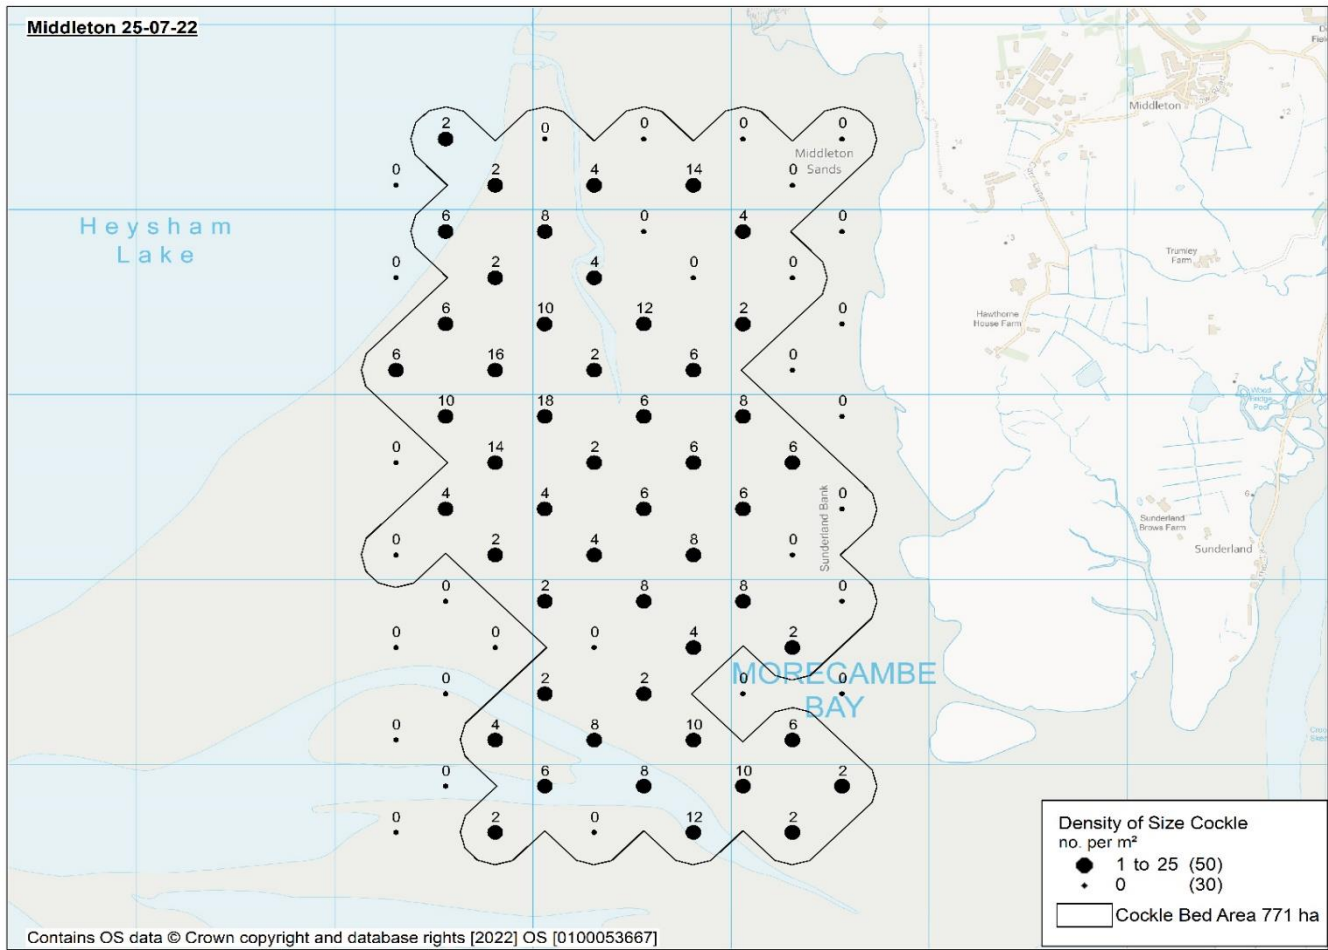 Middleton 25-07-22
Middleton
2 0 0 0 0
Middleton
Sands
0 2 4 14 0
Heysham
Lake
6 8 0 4 0
Trumley
Farm
0 2 4 0 0
Hawthorne
House Farm
6 10 12 2 0
6 16 2 6 0
10 18 6 8 0
0 14 2 6 6
4 4 6 6 0
Sunderland Bank
Sunderland
Brows Farm
Sunderland
0 2 4 8 0
0 2 8 8 0
0 0 0 4 2
MORECAMBE
BAY
0 2 2 0 0
0 4 8 10 6
0 6 8 10 2
0 2 0 12 2
Density of Size Cockle
no. per m²
1 to 25 (50)
0 (30)
Cockle Bed Area 771 ha
Contains OS data © Crown copyright and database rights [2022] OS [0100053667]